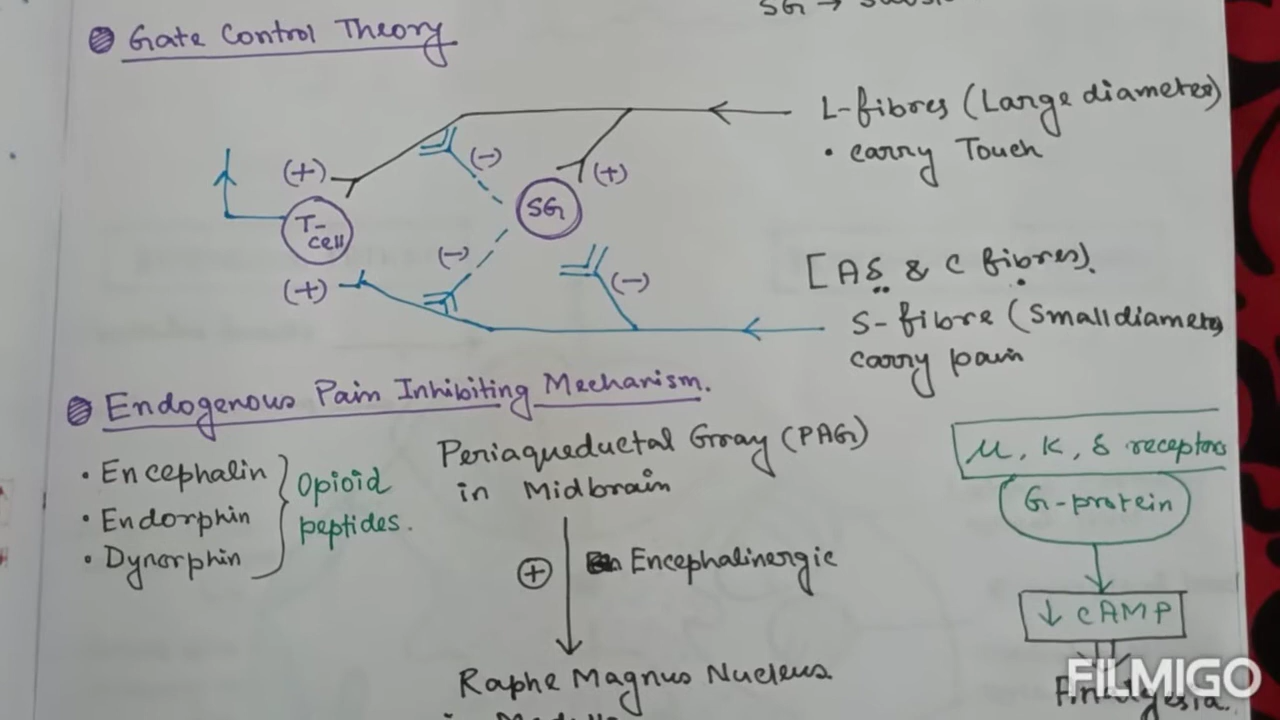 SG →
Gate Control Theory
L-fibres (Large diameter)
• carry Touch
(+)
(-)
(+)
SG
T-cell
(-)
(-)
(+)
[Aδ & C fibres).
S-fibre (Small diameter
carry pain
Endogenous Pain Inhibiting Mechanism.
• Encephalin
• Endorphin
• Dynorphin
Opioid
peptides.
Periaqueductal Gray (PAG)
in Midbrain
+
Encephalinergic
Raphe Magnus Nucleus
μ, K, δ receptors
G-protein
↓ cAMP
Analgesia.
FILMIGO